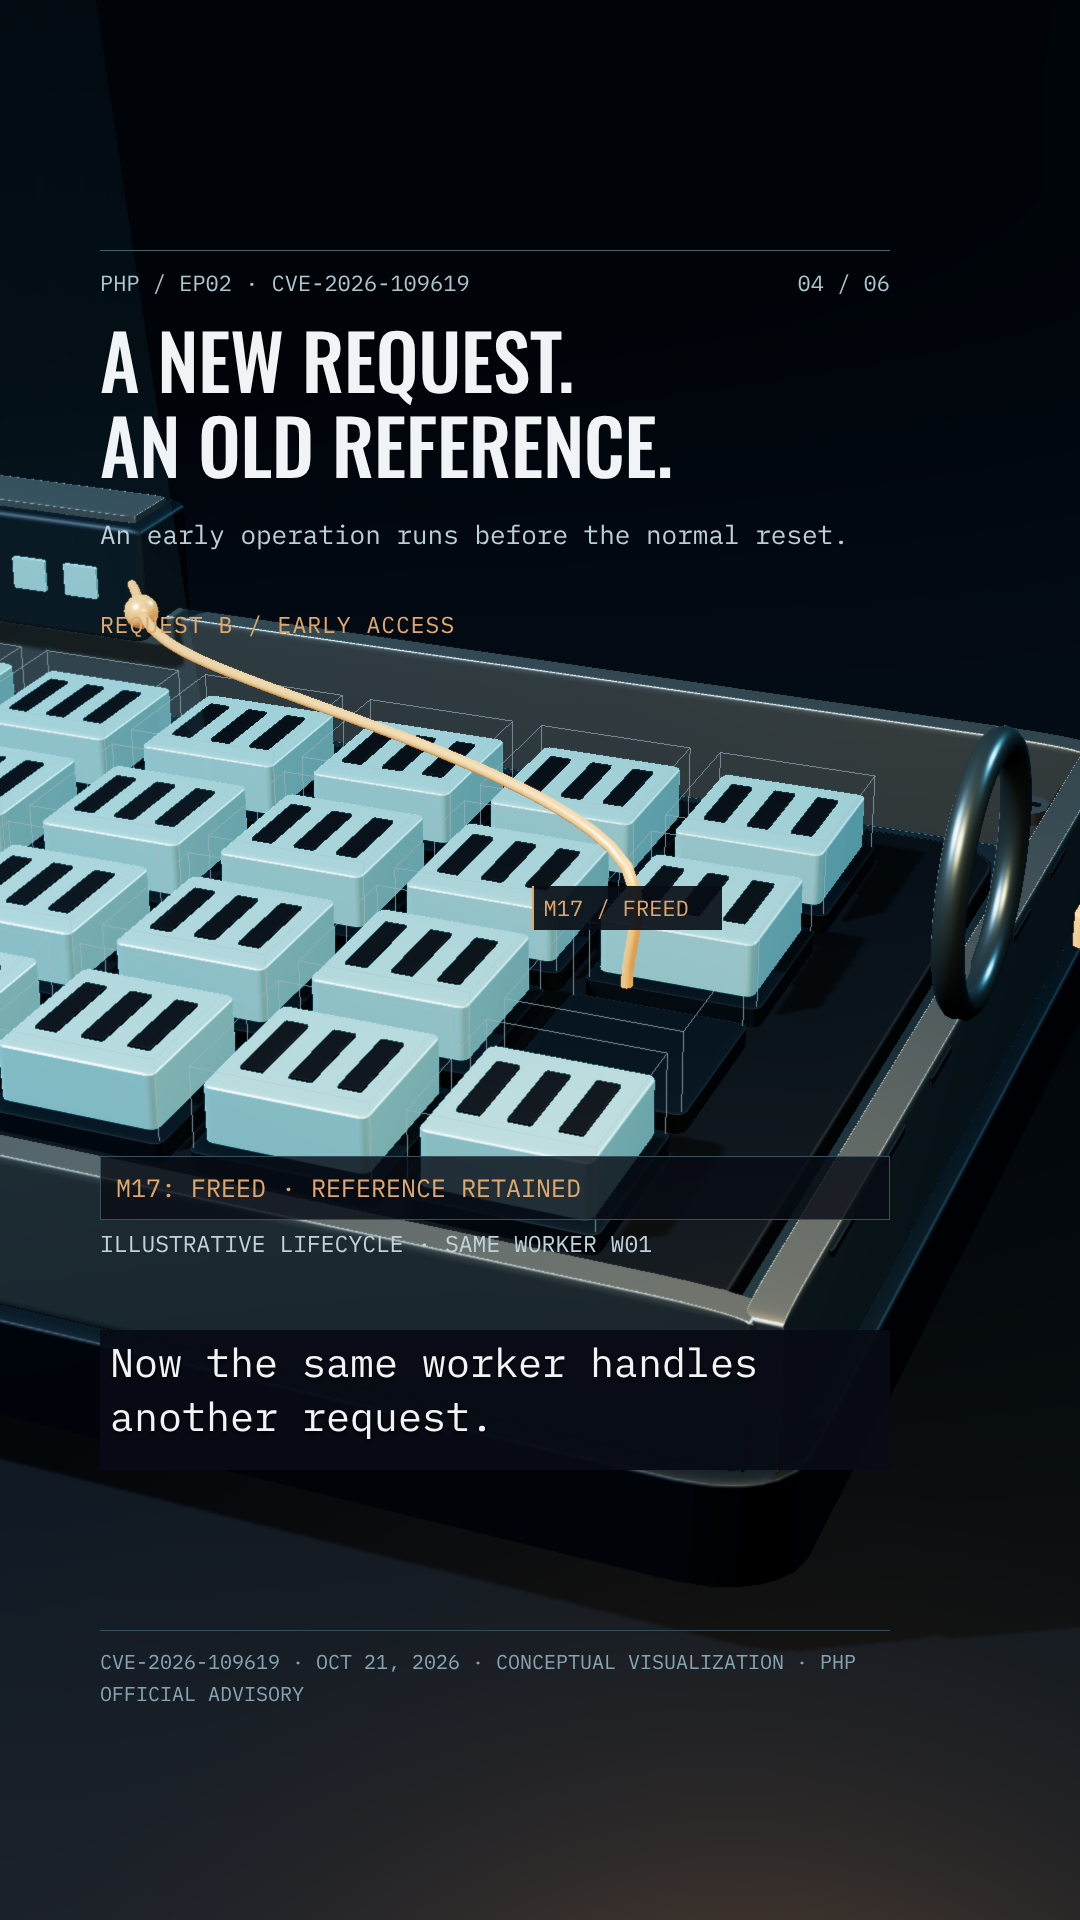 PHP / EP02 · CVE-2026-109619
04 / 06
A NEW REQUEST.
AN OLD REFERENCE.
An early operation runs before the normal reset.
REQUEST B / EARLY ACCESS
M17 / FREED
M17: FREED · REFERENCE RETAINED
ILLUSTRATIVE LIFECYCLE · SAME WORKER W01
Now the same worker handles
another request.
CVE-2026-109619 · OCT 21, 2026 · CONCEPTUAL VISUALIZATION · PHP
OFFICIAL ADVISORY